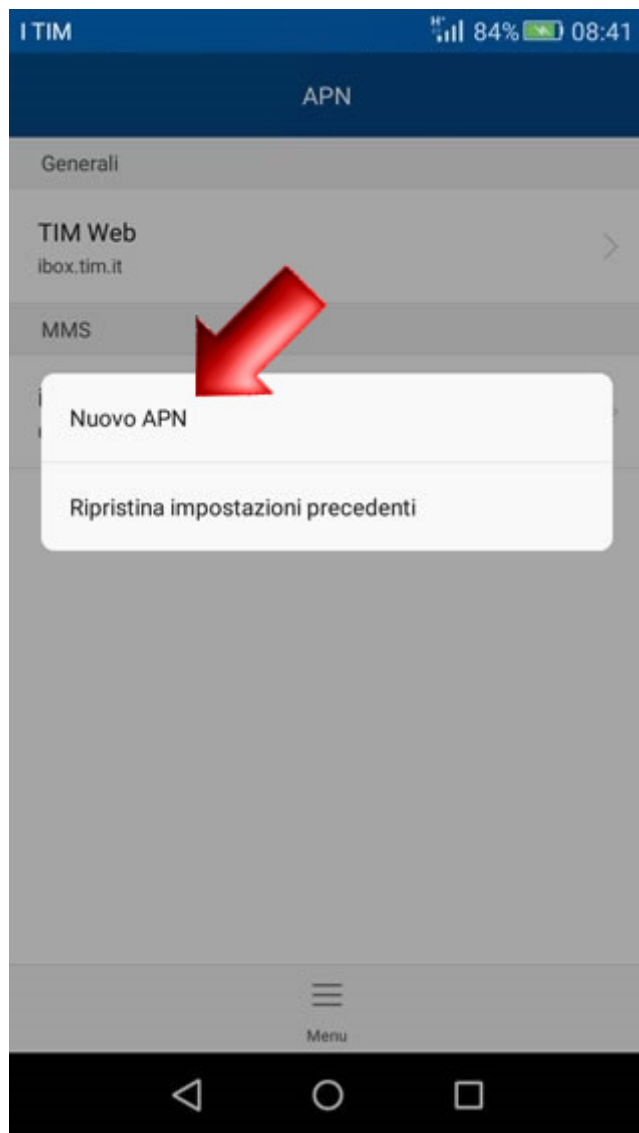 I TIM 84% 08:41
APN
Generali
TIM Web
ibox.tim.it
MMS
Nuovo APN
Ripristina impostazioni precedenti
Menu